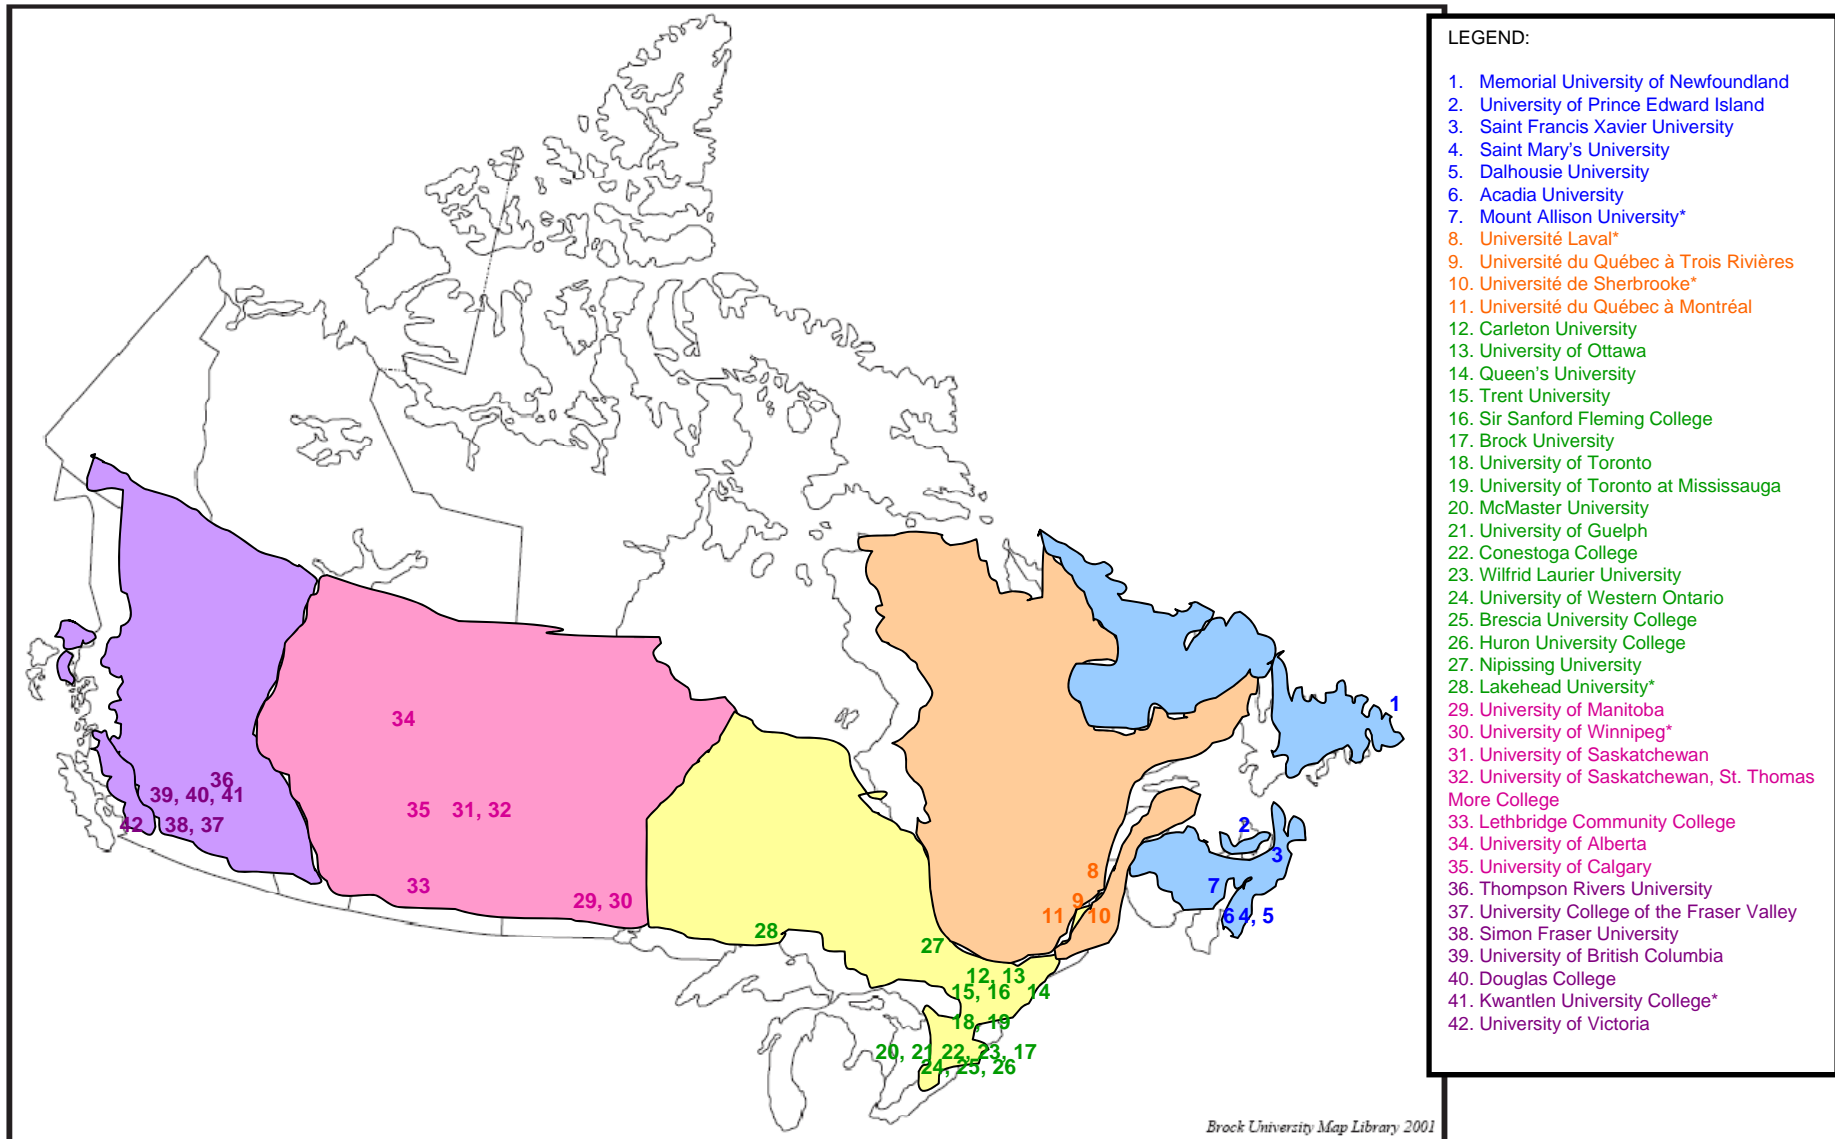 LEGEND:
1. Memorial University of Newfoundland
2. University of Prince Edward Island
3. Saint Francis Xavier University
4. Saint Mary's University
5. Dalhousie University
6. Acadia University
7. Mount Allison University*
8. Université Laval*
9. Université du Québec à Trois Rivières
10. Université de Sherbrooke*
11. Université du Québec à Montréal
12. Carleton University
13. University of Ottawa
14. Queen's University
15. Trent University
16. Sir Sanford Fleming College
17. Brock University
18. University of Toronto
19. University of Toronto at Mississauga
20. McMaster University
21. University of Guelph
22. Conestoga College
23. Wilfrid Laurier University
24. University of Western Ontario
25. Brescia University College
26. Huron University College
27. Nipissing University
28. Lakehead University*
29. University of Manitoba
30. University of Winnipeg*
31. University of Saskatchewan
32. University of Saskatchewan, St. Thomas
More College
33. Lethbridge Community College
34. University of Alberta
35. University of Calgary
36. Thompson Rivers University
37. University College of the Fraser Valley
38. Simon Fraser University
39. University of British Columbia
40. Douglas College
41. Kwantlen University College*
42. University of Victoria
1
34
36
39, 40, 41
42 38, 37
35 31, 32
33
29, 30
2
3
7
6 4, 5
8
9
11 10
28
27
12, 13
15, 16 14
18, 19
20, 21 22, 23, 17
24, 25, 26
Brock University Map Library 2001